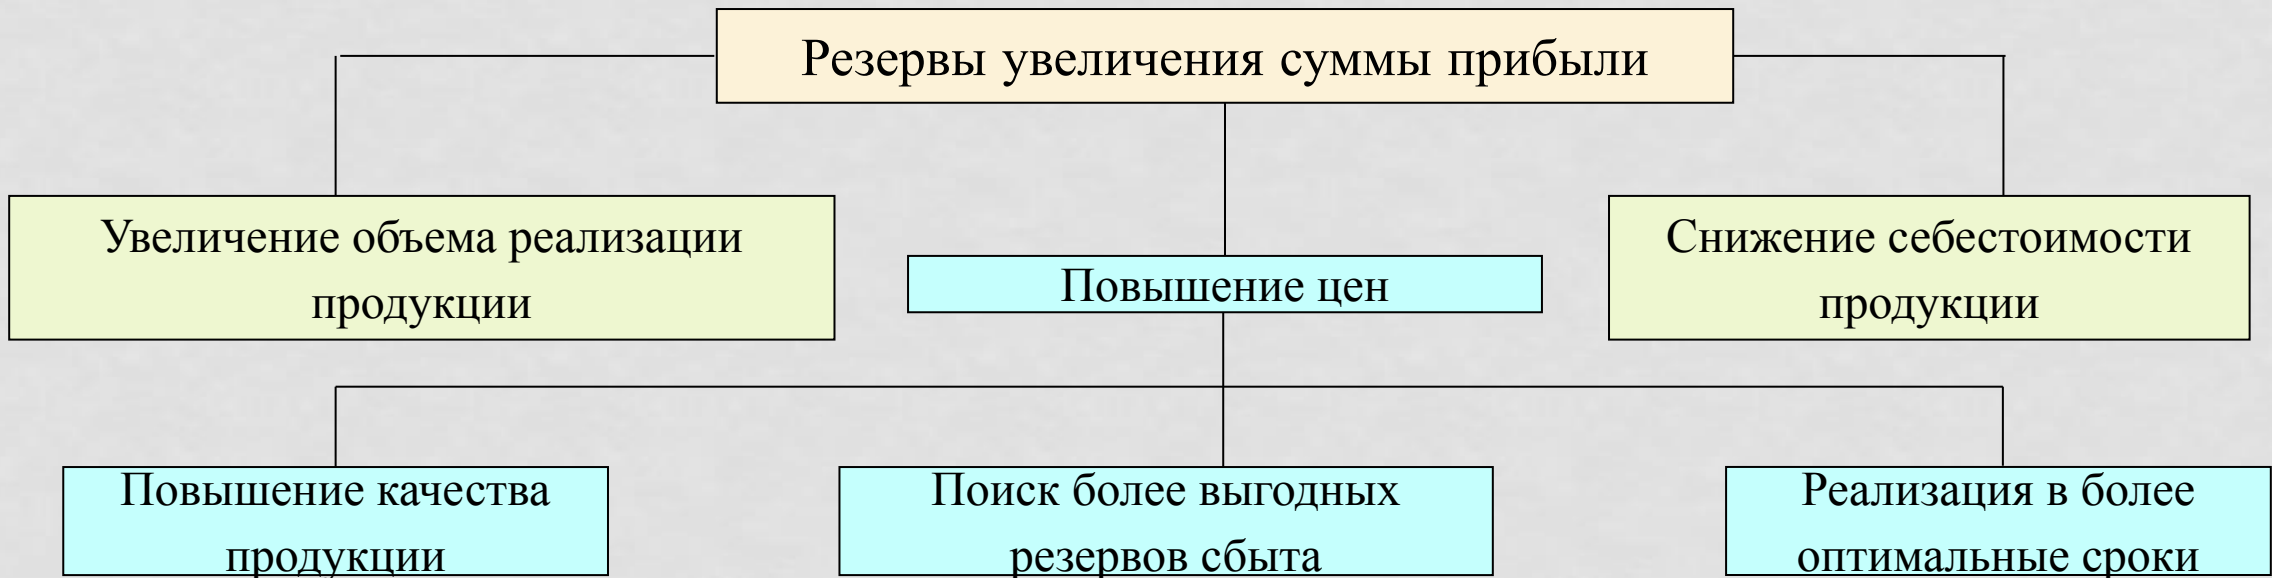 Резервы увеличения суммы прибыли
Увеличение объема реализации
продукции
Повышение цен
Снижение себестоимости
продукции
Повышение качества
продукции
Поиск более выгодных
резервов сбыта
Реализация в более
оптимальные сроки